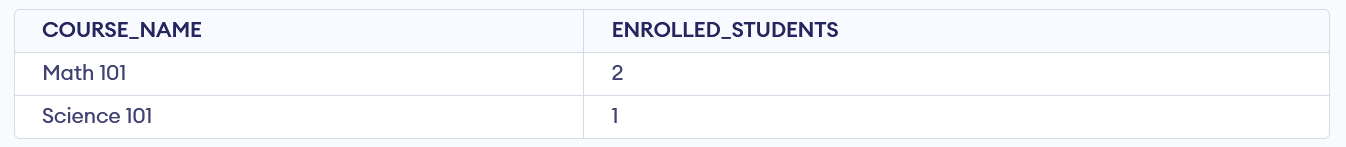 COURSE_NAME ENROLLED_STUDENTS
Math 101 2
Science 101 1